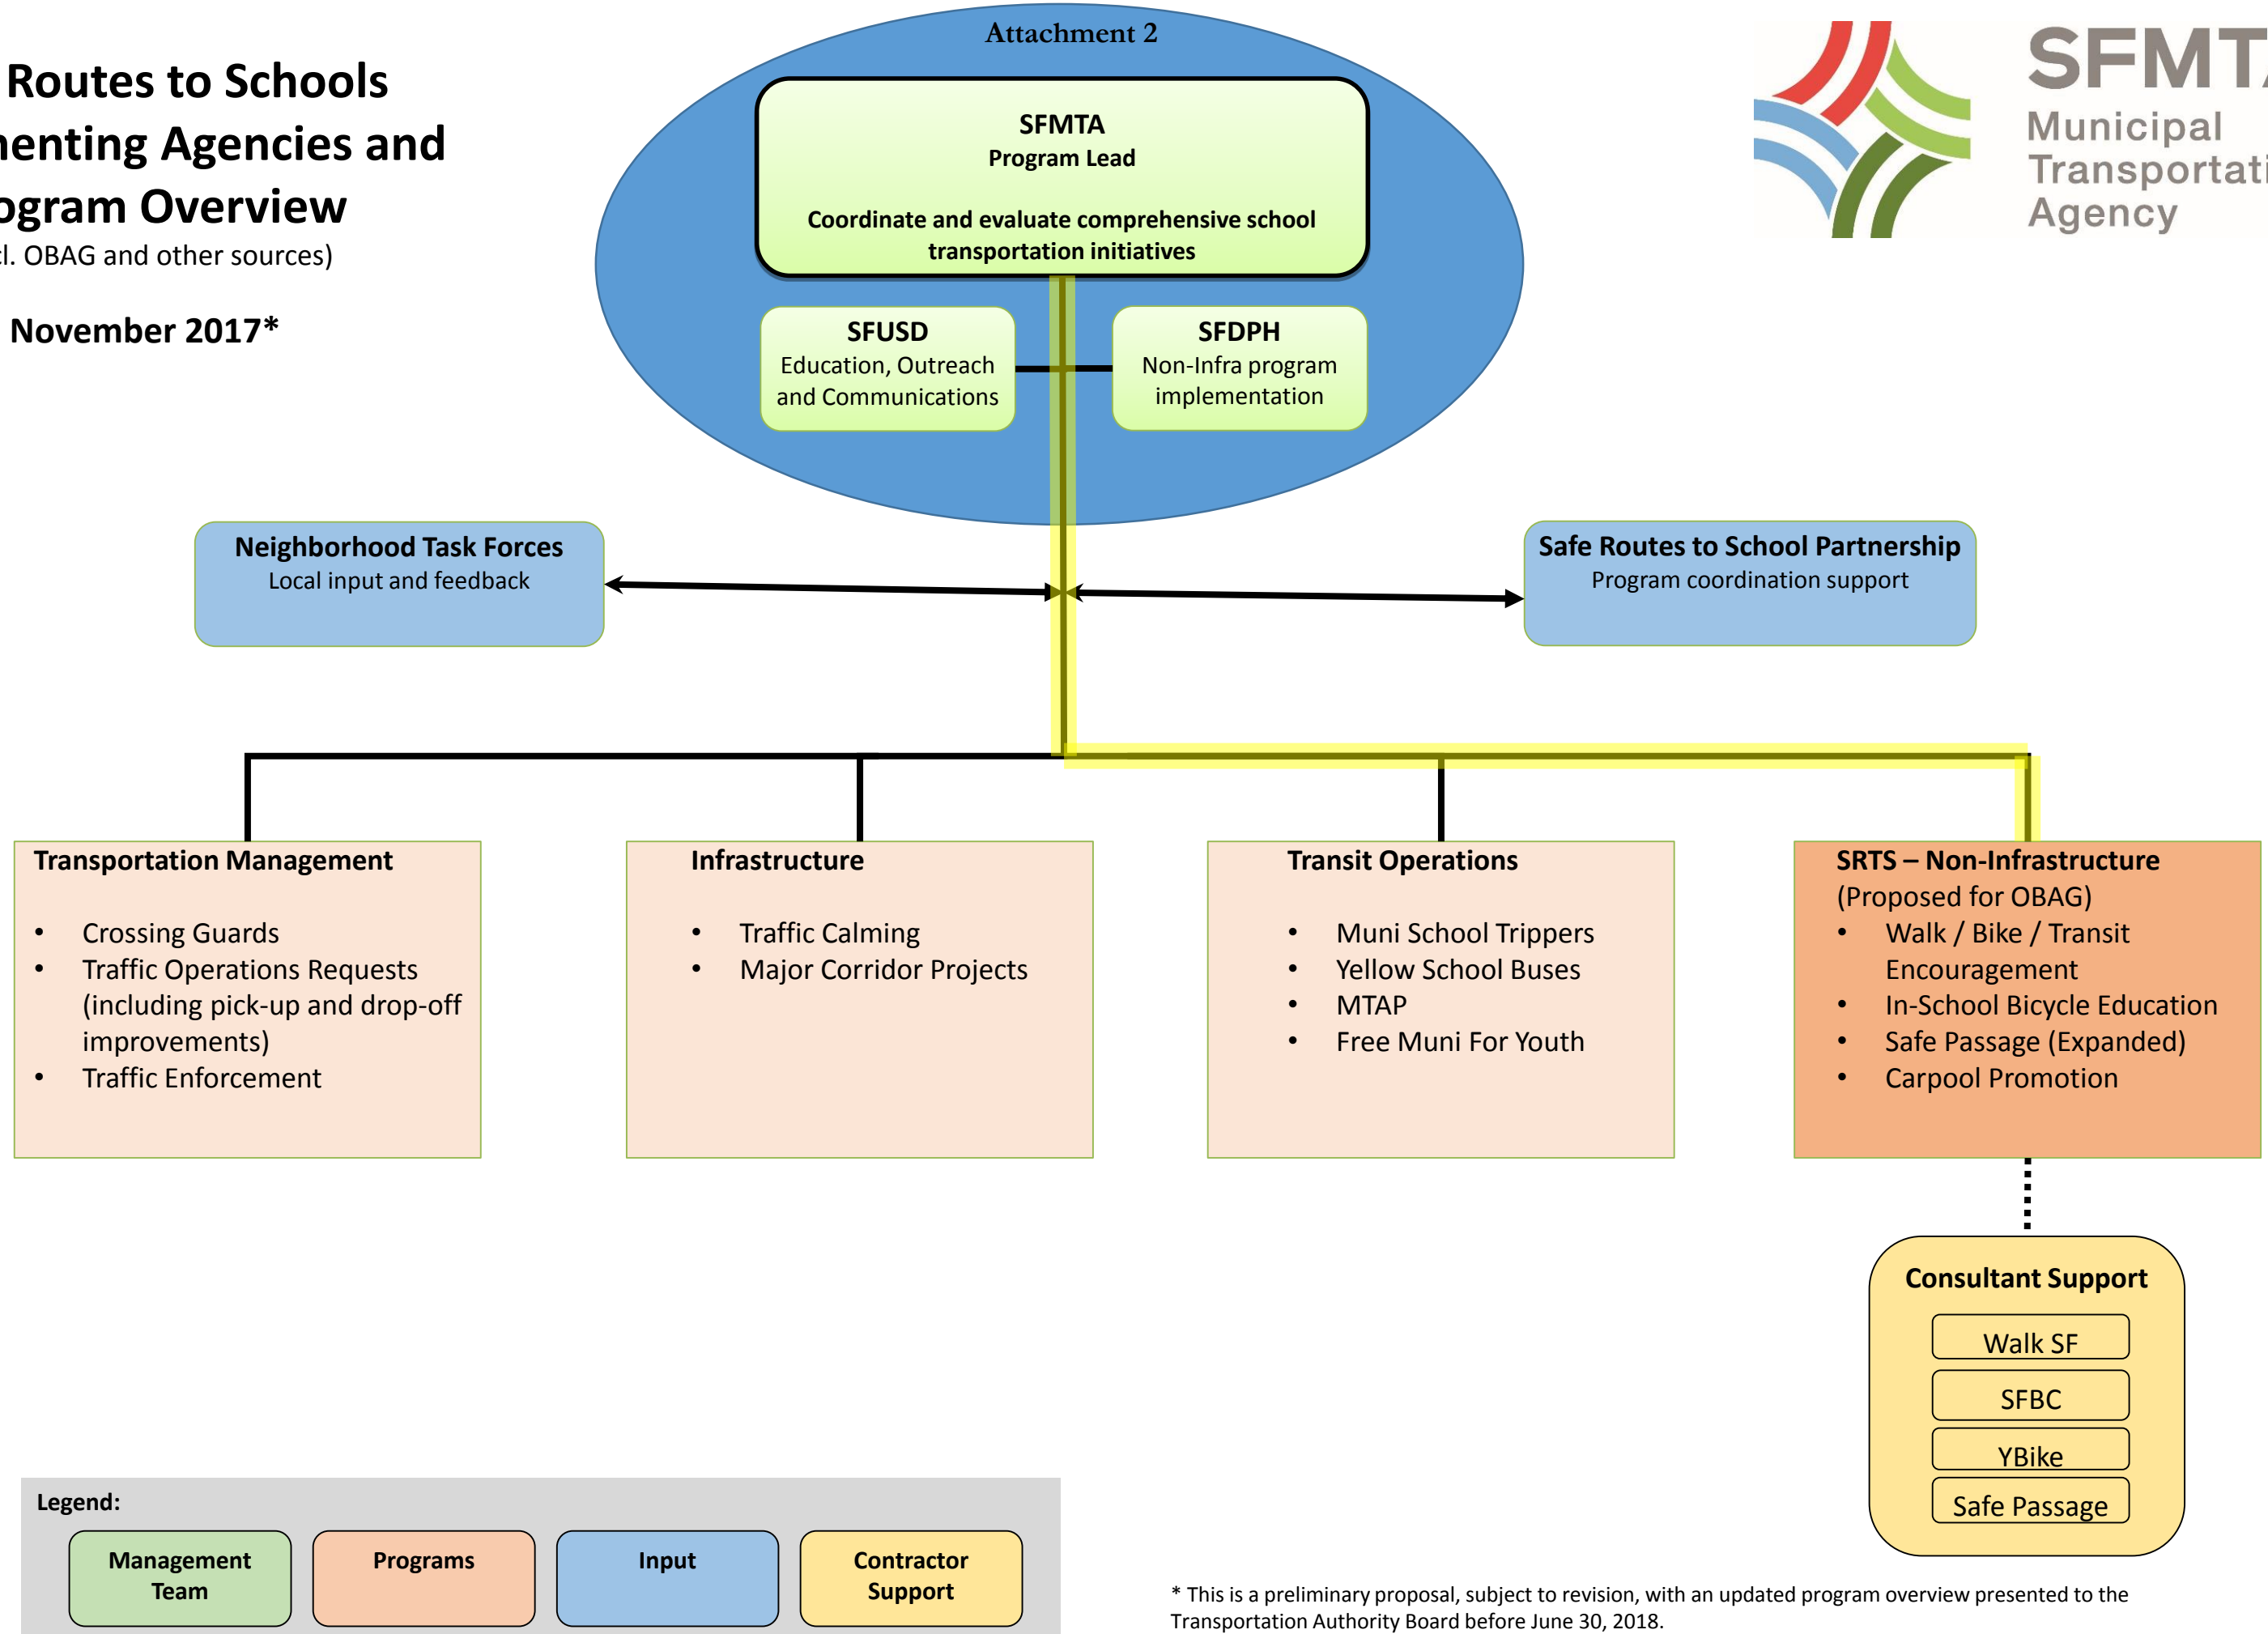 Attachment 2
Routes to Schools
menting Agencies and
ogram Overview
cl. OBAG and other sources)
November 2017*
SFMTA
Municipal
Transportati
Agency
SFMTA
Program Lead
Coordinate and evaluate comprehensive school
transportation initiatives
SFUSD
Education, Outreach
and Communications
SFDPH
Non-Infra program
implementation
Neighborhood Task Forces
Local input and feedback
Safe Routes to School Partnership
Program coordination support
Transportation Management
• Crossing Guards
• Traffic Operations Requests
(including pick-up and drop-off
improvements)
• Traffic Enforcement
Infrastructure
• Traffic Calming
• Major Corridor Projects
Transit Operations
• Muni School Trippers
• Yellow School Buses
• MTAP
• Free Muni For Youth
SRTS – Non-Infrastructure
(Proposed for OBAG)
• Walk / Bike / Transit
Encouragement
• In-School Bicycle Education
• Safe Passage (Expanded)
• Carpool Promotion
Consultant Support
Walk SF
SFBC
YBike
Safe Passage
Legend:
Management
Team
Programs
Input
Contractor
Support
* This is a preliminary proposal, subject to revision, with an updated program overview presented to the
Transportation Authority Board before June 30, 2018.